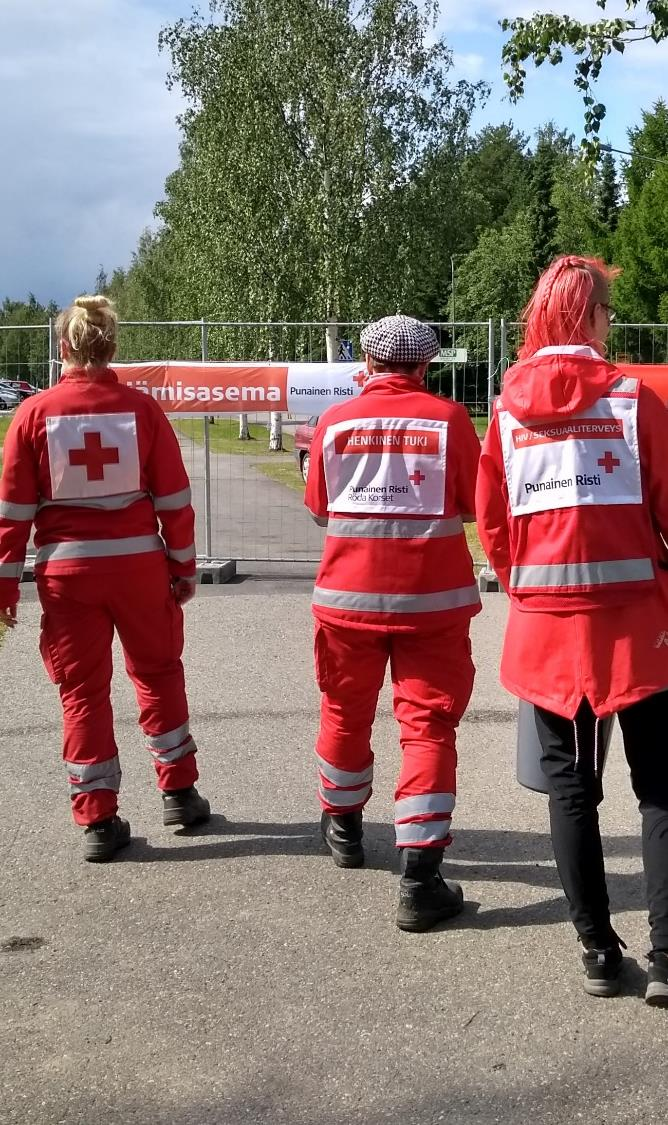 ämisasema
Punainen Risti
HENKINEN TUKI
Punainen Risti
Röda Korset
HIV/SEKSUAALITERVEYS
Punainen Risti